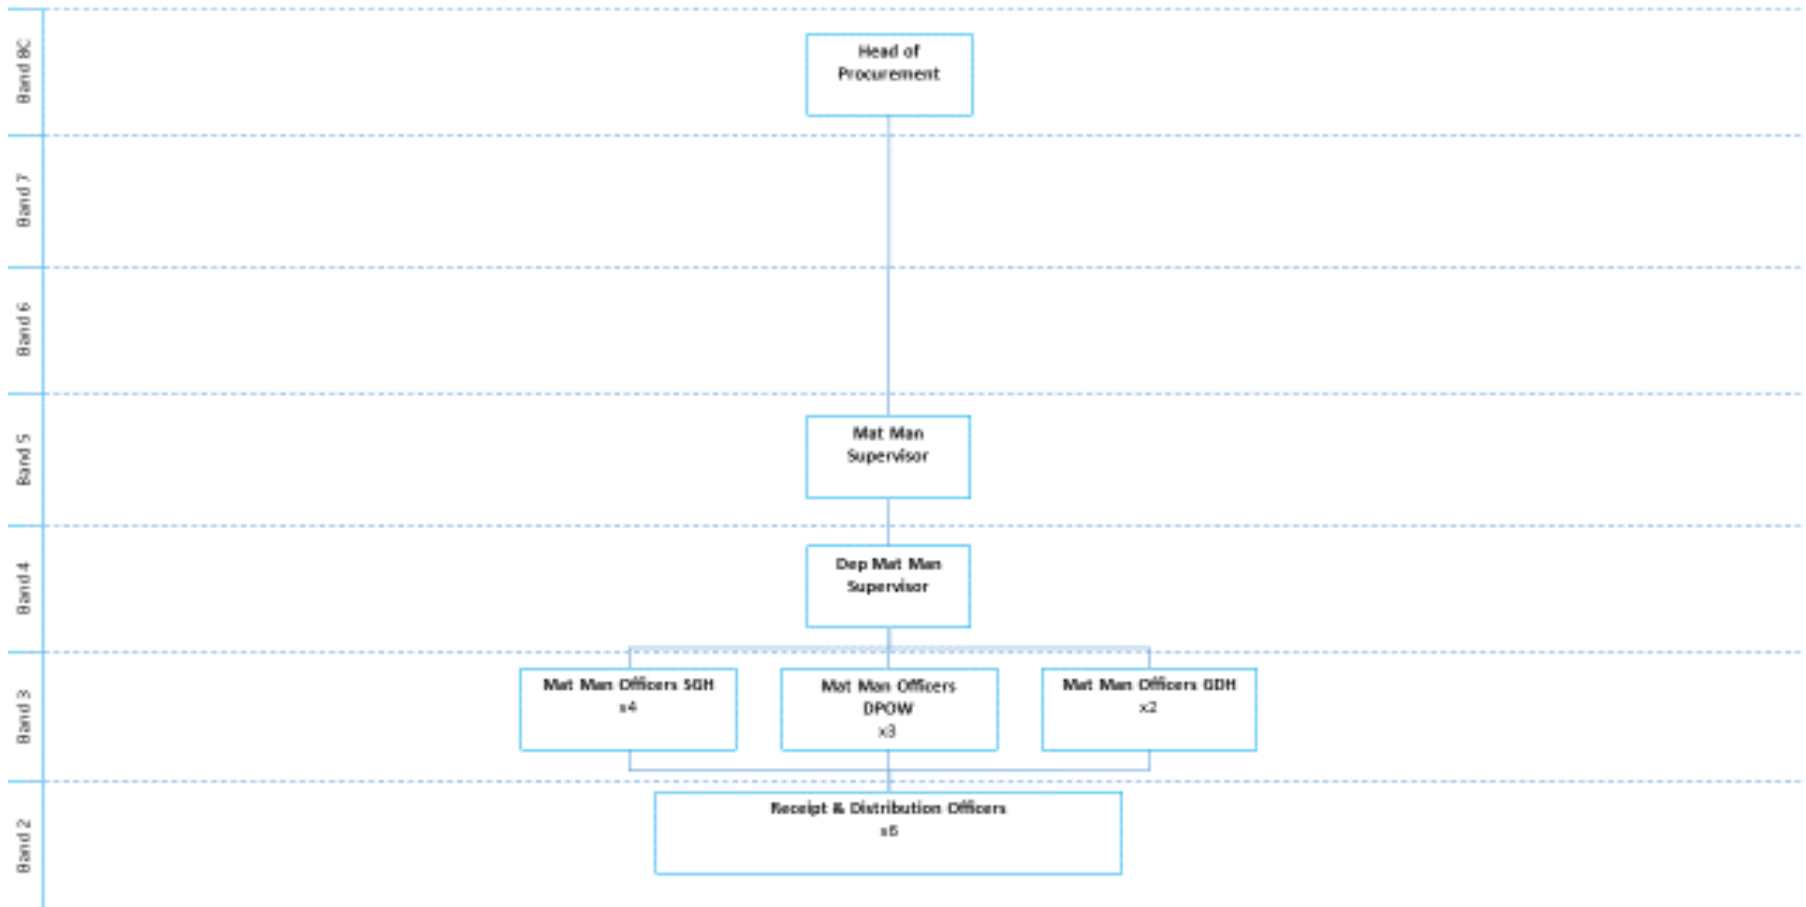 Band 8C
Head of
Procurement
Band 7
Band 6
Band 5
Mat Man
Supervisor
Band 4
Dep Mat Man
Supervisor
Band 3
Mat Man Officers SGH
x4
Mat Man Officers
DPOW
x3
Mat Man Officers GDH
x2
Band 2
Receipt & Distribution Officers
x6